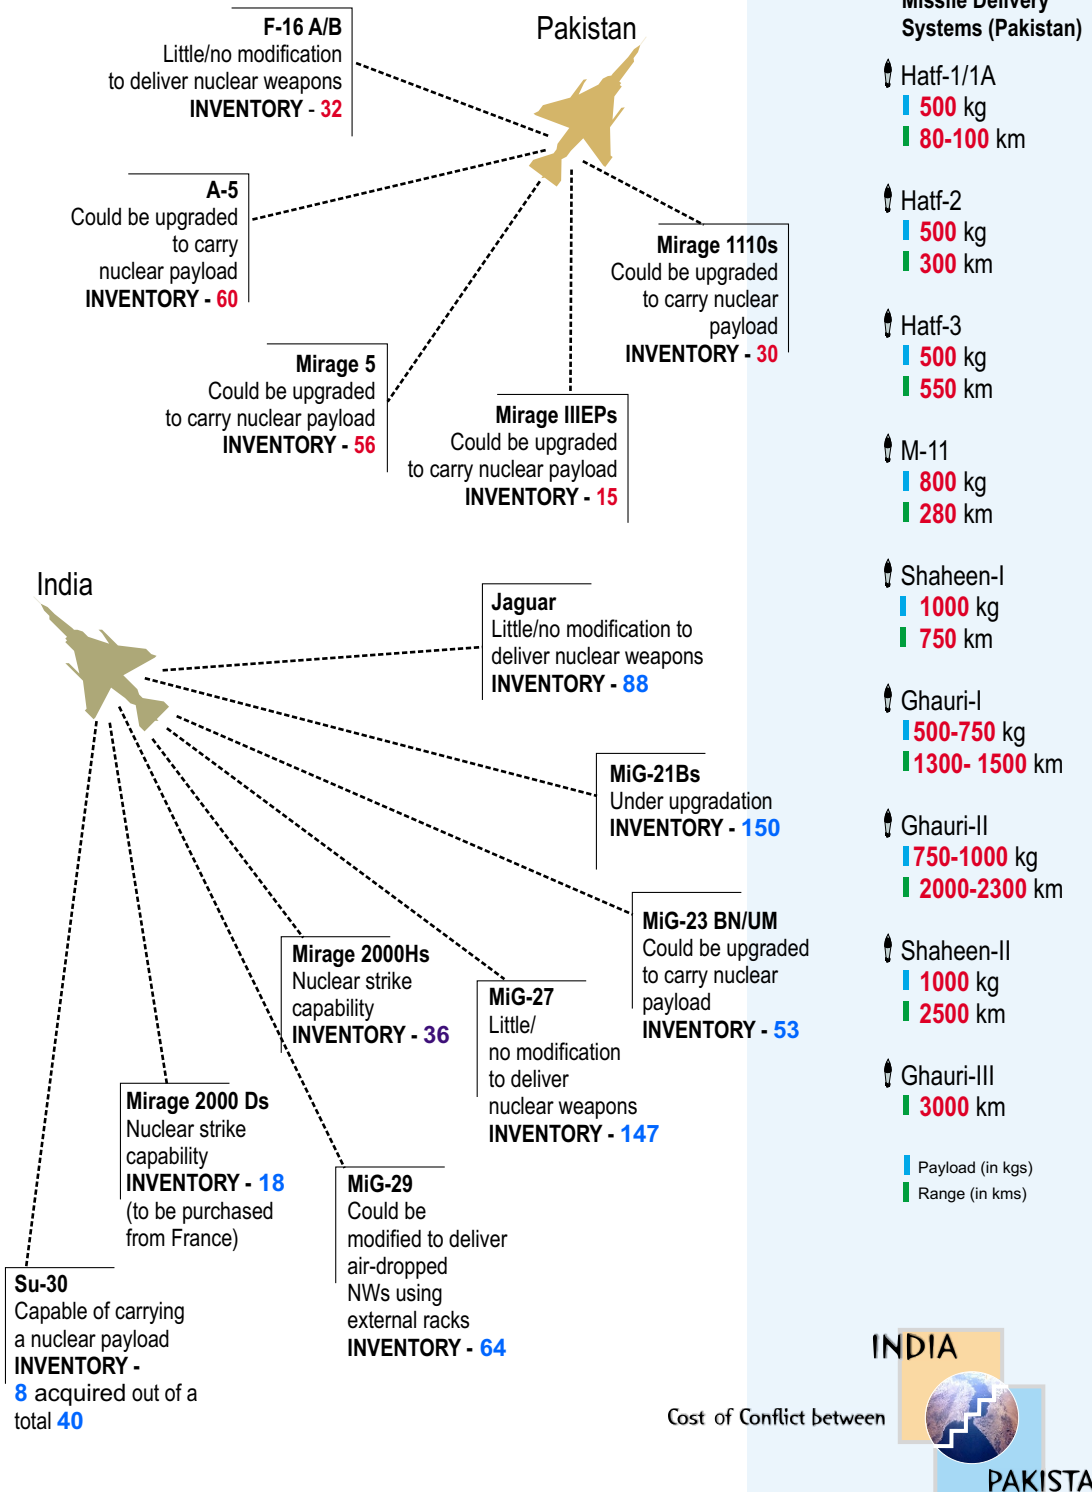 Pakistan
F-16 A/B
Little/no modification
to deliver nuclear weapons
INVENTORY - 32
A-5
Could be upgraded
to carry
nuclear payload
INVENTORY - 60
Mirage 1110s
Could be upgraded
to carry nuclear
payload
INVENTORY - 30
Mirage 5
Could be upgraded
to carry nuclear payload
INVENTORY - 56
Mirage IIIEPs
Could be upgraded
to carry nuclear payload
INVENTORY - 15
India
Jaguar
Little/no modification to
deliver nuclear weapons
INVENTORY - 88
MiG-21Bs
Under upgradation
INVENTORY - 150
MiG-23 BN/UM
Could be upgraded
to carry nuclear
payload
INVENTORY - 53
Mirage 2000Hs
Nuclear strike
capability
INVENTORY - 36
MiG-27
Little/
no modification
to deliver
nuclear weapons
INVENTORY - 147
Mirage 2000 Ds
Nuclear strike
capability
INVENTORY - 18
(to be purchased
from France)
MiG-29
Could be
modified to deliver
air-dropped
NWs using
external racks
INVENTORY - 64
Su-30
Capable of carrying
a nuclear payload
INVENTORY -
8 acquired out of a
total 40
Missile Delivery
Systems (Pakistan)
Hatf-1/1A
500 kg
80-100 km
Hatf-2
500 kg
300 km
Hatf-3
500 kg
550 km
M-11
800 kg
280 km
Shaheen-I
1000 kg
750 km
Ghauri-I
500-750 kg
1300- 1500 km
Ghauri-II
750-1000 kg
2000-2300 km
Shaheen-II
1000 kg
2500 km
Ghauri-III
3000 km
Payload (in kgs)
Range (in kms)
INDIA
Cost of Conflict between
PAKISTA